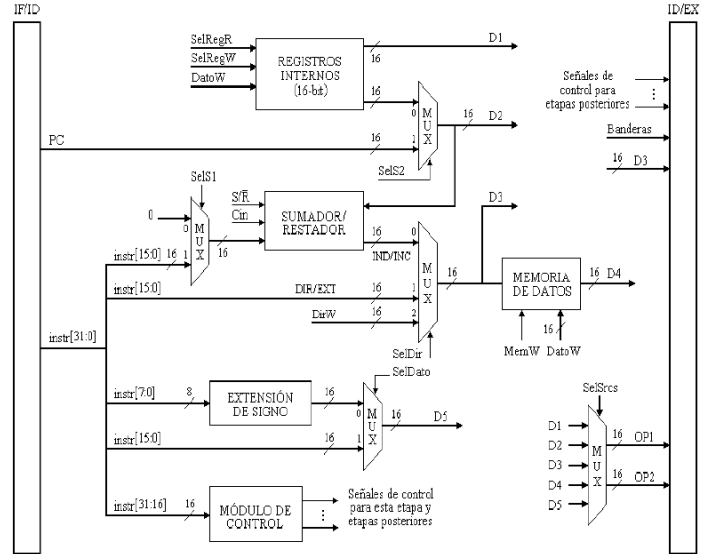 IF/ID
ID/EX
SelRegR
SelRegW
DatoW
REGISTROS
INTERNOS
(16-bit)
16
D1
16
0
MUX
1
16
D2
SelS2
PC
16
Señales de
control para
etapas posteriores
Banderas
16
D3
SelS1
0
0
MUX
1
16
S/R̅
Cin
SUMADOR/
RESTADOR
16
IND/INC
0
MUX
1
2
16
D3
instr[15:0]
16
instr[15:0]
DIR/EXT
16
DirW
16
SelDir
MEMORIA
DE DATOS
16
D4
MemW
16
DatoW
instr[31:0]
SelDato
instr[7:0]
8
EXTENSIÓN
DE SIGNO
16
0
MUX
1
16
D5
instr[15:0]
16
SelSrcs
D1
D2
D3
D4
D5
MUX
16
OP1
16
OP2
instr[31:16]
16
MÓDULO DE
CONTROL
Señales de control
para esta etapa y
etapas posteriores